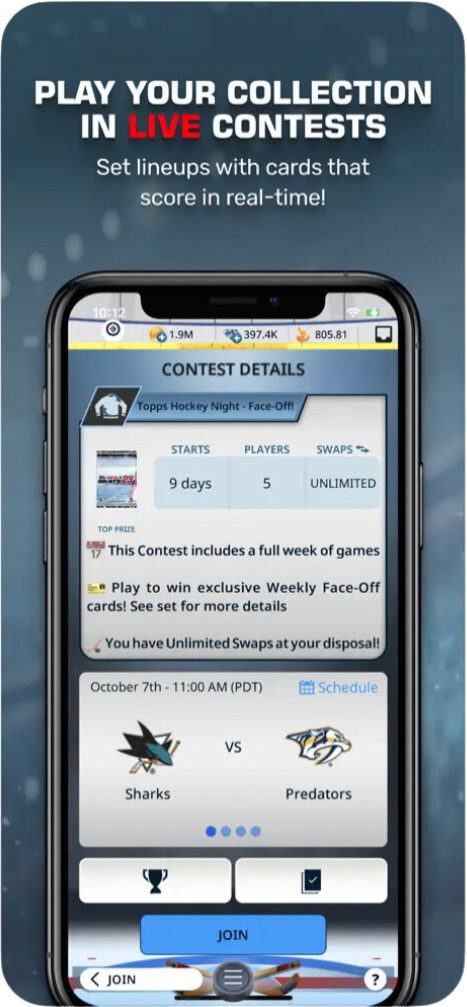 PLAY YOUR COLLECTION
IN LIVE CONTESTS
Set lineups with cards that
score in real-time!
10:12
1.9M
397.4K
805.81
CONTEST DETAILS
Topps Hockey Night - Face-Off!
STARTS
PLAYERS
SWAPS
9 days
5
UNLIMITED
TOP PRIZE
17 This Contest includes a full week of games
Play to win exclusive Weekly Face-Off
cards! See set for more details
You have Unlimited Swaps at your disposal!
October 7th - 11:00 AM (PDT)
Schedule
VS
Sharks
Predators
JOIN
JOIN
?